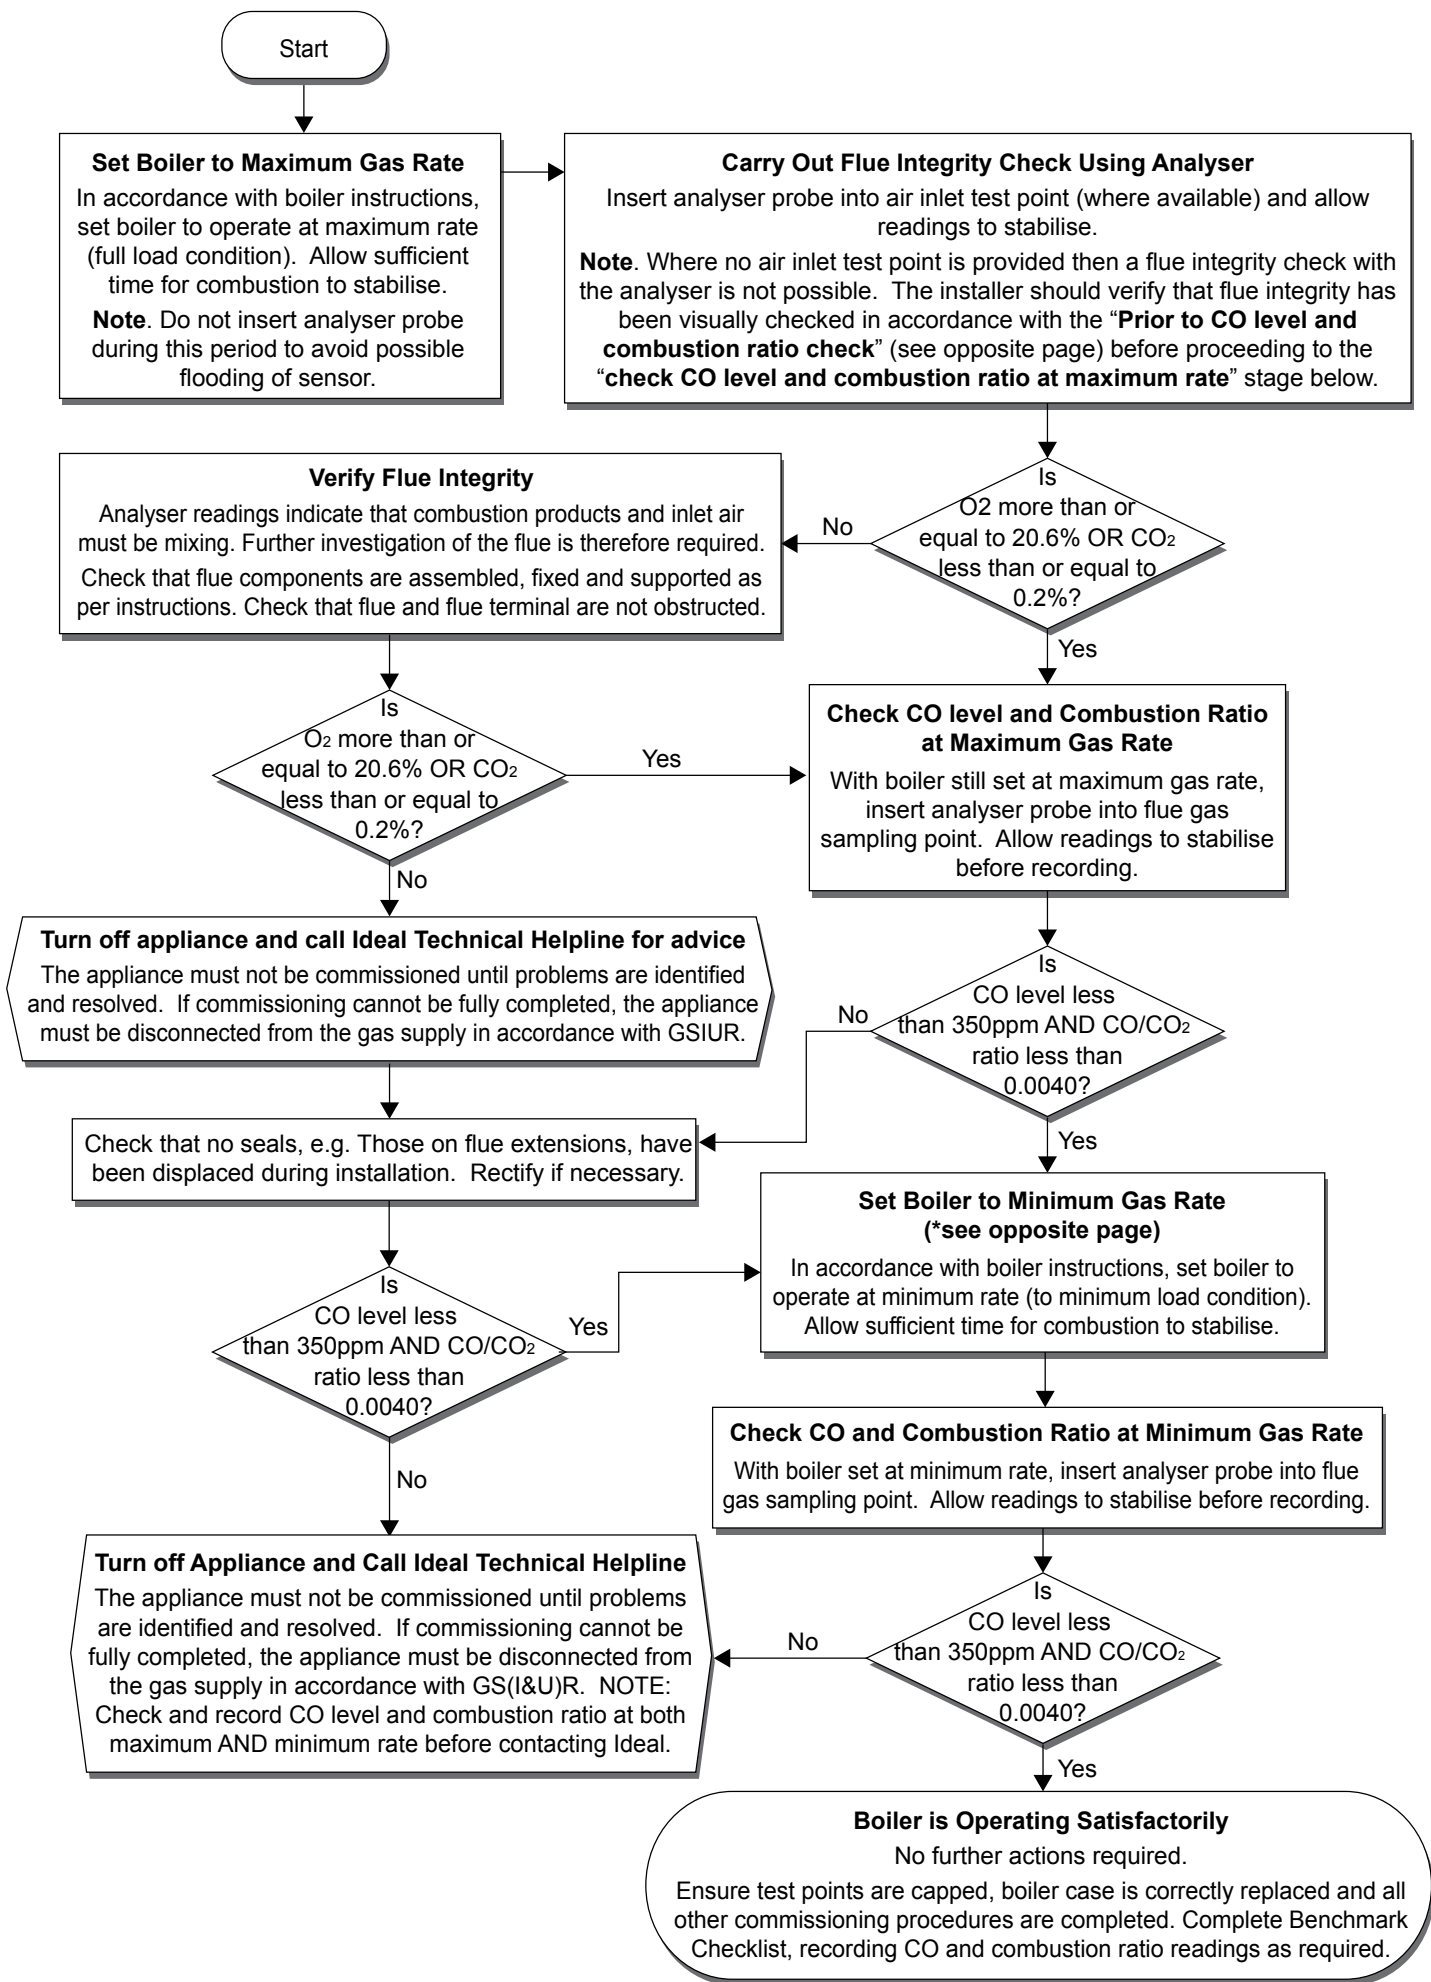 Start
Set Boiler to Maximum Gas Rate
In accordance with boiler instructions,
set boiler to operate at maximum rate
(full load condition).  Allow sufficient
time for combustion to stabilise.
Note. Do not insert analyser probe
during this period to avoid possible
flooding of sensor.
Carry Out Flue Integrity Check Using Analyser
Insert analyser probe into air inlet test point (where available) and allow
readings to stabilise.
Note. Where no air inlet test point is provided then a flue integrity check with
the analyser is not possible.  The installer should verify that flue integrity has
been visually checked in accordance with the “Prior to CO level and
combustion ratio check” (see opposite page) before proceeding to the
“check CO level and combustion ratio at maximum rate” stage below.
Is
O2 more than or
equal to 20.6% OR CO2
less than or equal to
0.2%?
No
Yes
Verify Flue Integrity
Analyser readings indicate that combustion products and inlet air
must be mixing. Further investigation of the flue is therefore required.
Check that flue components are assembled, fixed and supported as
per instructions. Check that flue and flue terminal are not obstructed.
Is
O2 more than or
equal to 20.6% OR CO2
less than or equal to
0.2%?
Yes
No
Check CO level and Combustion Ratio
at Maximum Gas Rate
With boiler still set at maximum gas rate,
insert analyser probe into flue gas
sampling point.  Allow readings to stabilise
before recording.
Turn off appliance and call Ideal Technical Helpline for advice
The appliance must not be commissioned until problems are identified
and resolved.  If commissioning cannot be fully completed, the appliance
must be disconnected from the gas supply in accordance with GSIUR.
Is
CO level less
than 350ppm AND CO/CO2
ratio less than
0.0040?
No
Yes
Check that no seals, e.g. Those on flue extensions, have
been displaced during installation.  Rectify if necessary.
Set Boiler to Minimum Gas Rate
(*see opposite page)
In accordance with boiler instructions, set boiler to
operate at minimum rate (to minimum load condition).
Allow sufficient time for combustion to stabilise.
Is
CO level less
than 350ppm AND CO/CO2
ratio less than
0.0040?
Yes
No
Check CO and Combustion Ratio at Minimum Gas Rate
With boiler set at minimum rate, insert analyser probe into flue
gas sampling point.  Allow readings to stabilise before recording.
Turn off Appliance and Call Ideal Technical Helpline
The appliance must not be commissioned until problems
are identified and resolved.  If commissioning cannot be
fully completed, the appliance must be disconnected from
the gas supply in accordance with GS(I&U)R.  NOTE:
Check and record CO level and combustion ratio at both
maximum AND minimum rate before contacting Ideal.
Is
CO level less
than 350ppm AND CO/CO2
ratio less than
0.0040?
No
Yes
Boiler is Operating Satisfactorily
No further actions required.
Ensure test points are capped, boiler case is correctly replaced and all
other commissioning procedures are completed. Complete Benchmark
Checklist, recording CO and combustion ratio readings as required.